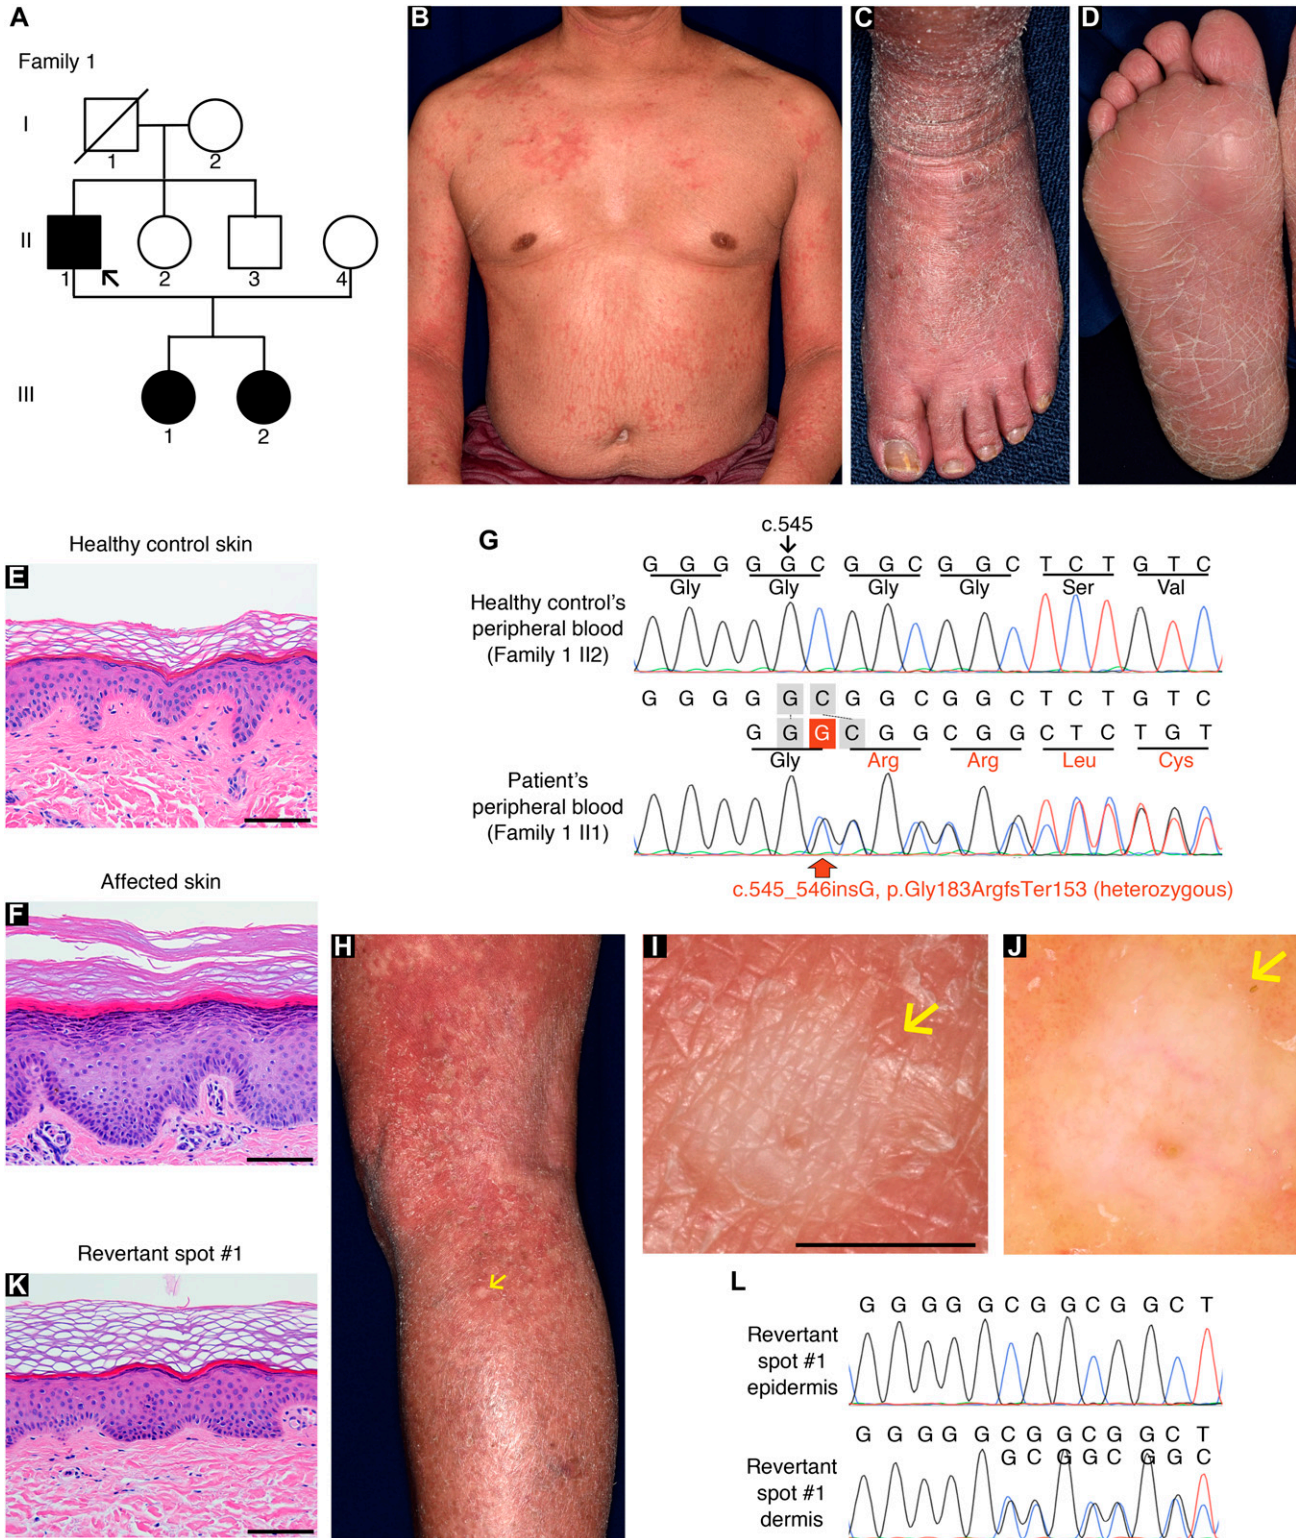 A
Family 1
I
1
2
II
1
2
3
4
III
1
2
B
C
D
Healthy control skin
E
Affected skin
F
Revertant spot #1
K
G
c.545
G G G G G C G G C G G C T C T G T C
Gly Gly Gly Gly Ser Val
Healthy control's
peripheral blood
(Family 1 II2)
G G G G G C G G C G G C T C T G T C
G G G C G G C G G C T C T G T
Gly Arg Arg Leu Cys
Patient's
peripheral blood
(Family 1 II1)
c.545_546insG, p.Gly183ArgfsTer153 (heterozygous)
H
I
J
L
G G G G G C G G C G G C T
Revertant
spot #1
epidermis
G G G G G C G G C G G C T
G C G G C G G C
Revertant
spot #1
dermis